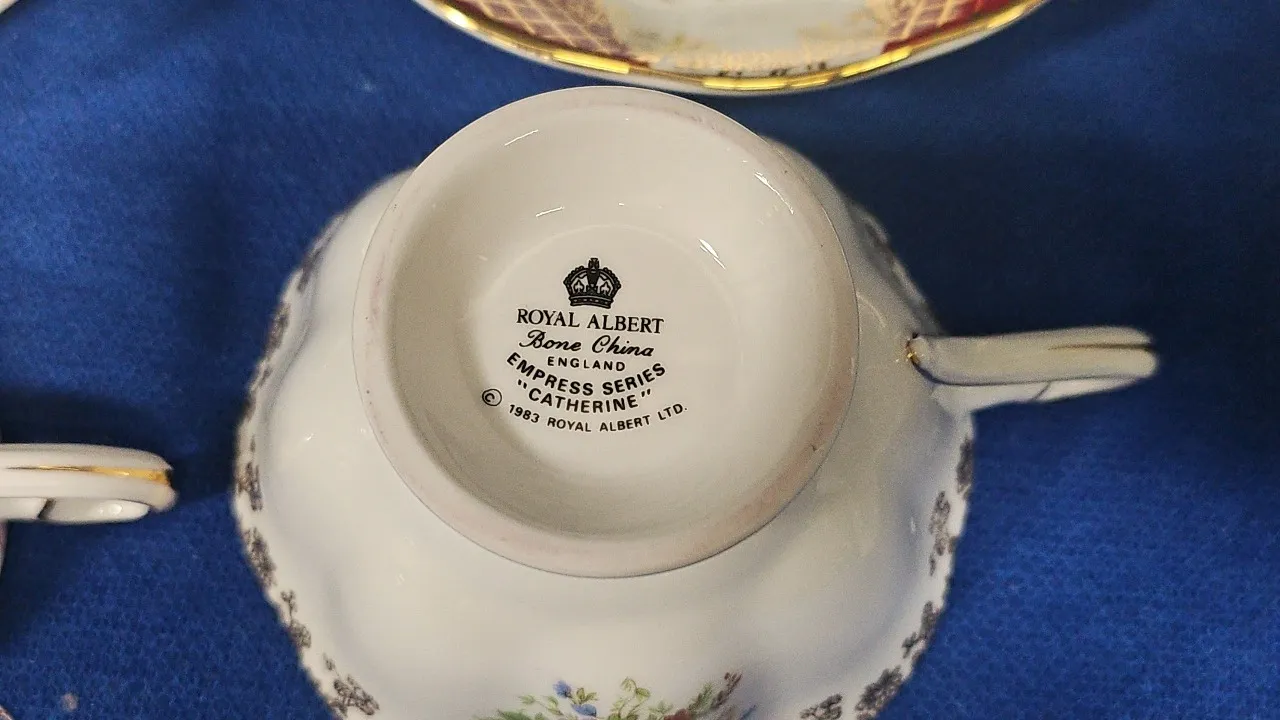 ROYAL ALBERT
Bone China
ENGLAND
EMPRESS SERIES
"CATHERINE"
© 1983 ROYAL ALBERT LTD.